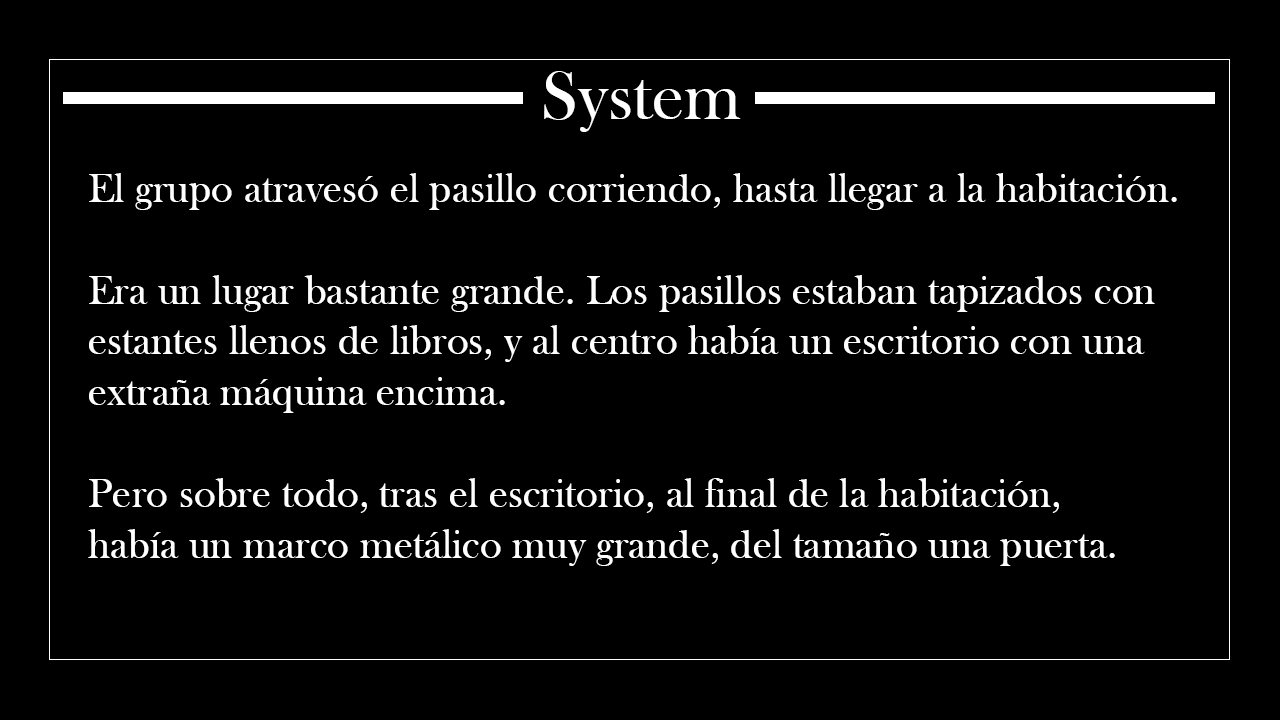 System
El grupo atravesó el pasillo corriendo, hasta llegar a la habitación.
Era un lugar bastante grande. Los pasillos estaban tapizados con
estantes llenos de libros, y al centro había un escritorio con una
extraña máquina encima.
Pero sobre todo, tras el escritorio, al final de la habitación,
había un marco metálico muy grande, del tamaño una puerta.